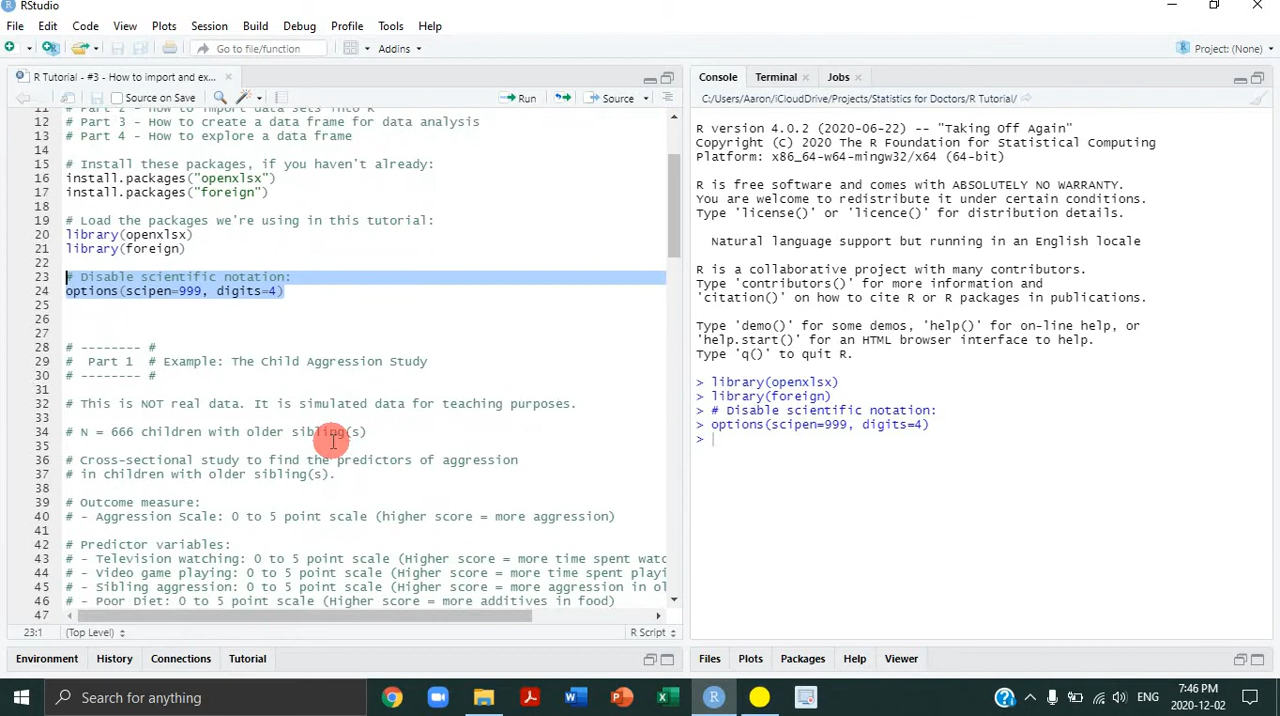 RStudio
File Edit Code View Plots Session Build Debug Profile Tools Help
Go to file/function Addins Project: (None)
R Tutorial - #3 - How to import and ex...
Source on Save Run Source
11 # Part 2 - How to import data sets into R
12 # Part 3 - How to create a data frame for data analysis
13 # Part 4 - How to explore a data frame
14
15 # Install these packages, if you haven't already:
16 install.packages("openxlsx")
17 install.packages("foreign")
18
19 # Load the packages we're using in this tutorial:
20 library(openxlsx)
21 library(foreign)
22
23 # Disable scientific notation:
24 options(scipen=999, digits=4)
25
26
27
28 # -------- #
29 # Part 1 # Example: The Child Aggression Study
30 # -------- #
31
32 # This is NOT real data. It is simulated data for teaching purposes.
33
34 # N = 666 children with older sibling(s)
35
36 # Cross-sectional study to find the predictors of aggression
37 # in children with older sibling(s).
38
39 # Outcome measure:
40 # - Aggression Scale: 0 to 5 point scale (higher score = more aggression)
41
42 # Predictor variables:
43 # - Television watching: 0 to 5 point scale (Higher score = more time spent watc
44 # - Video game playing: 0 to 5 point scale (Higher score = more time spent playi
45 # - Sibling aggression: 0 to 5 point scale (Higher score = more aggression in ol
46 # - Poor Diet: 0 to 5 point scale (Higher score = more additives in food)
47
23:1 (Top Level) R Script
Environment History Connections Tutorial
Console Terminal Jobs
C:/Users/Aaron/iCloudDrive/Projects/Statistics for Doctors/R Tutorial/
R version 4.0.2 (2020-06-22) -- "Taking Off Again"
Copyright (C) 2020 The R Foundation for Statistical Computing
Platform: x86_64-w64-mingw32/x64 (64-bit)
R is free software and comes with ABSOLUTELY NO WARRANTY.
You are welcome to redistribute it under certain conditions.
Type 'license()' or 'licence()' for distribution details.
Natural language support but running in an English locale
R is a collaborative project with many contributors.
Type 'contributors()' for more information and
'citation()' on how to cite R or R packages in publications.
Type 'demo()' for some demos, 'help()' for on-line help, or
'help.start()' for an HTML browser interface to help.
Type 'q()' to quit R.
> library(openxlsx)
> library(foreign)
> # Disable scientific notation:
> options(scipen=999, digits=4)
>
Files Plots Packages Help Viewer
Search for anything
ENG
7:46 PM
2020-12-02